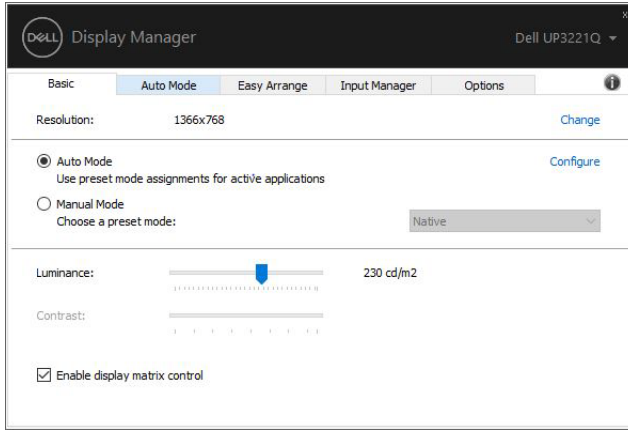 DELL Display Manager
Dell UP3221Q
Basic
Auto Mode
Easy Arrange
Input Manager
Options
Resolution: 1366x768 Change
Auto Mode Configure
Use preset mode assignments for active applications
Manual Mode
Choose a preset mode: Native
Luminance: 230 cd/m2
Contrast:
Enable display matrix control